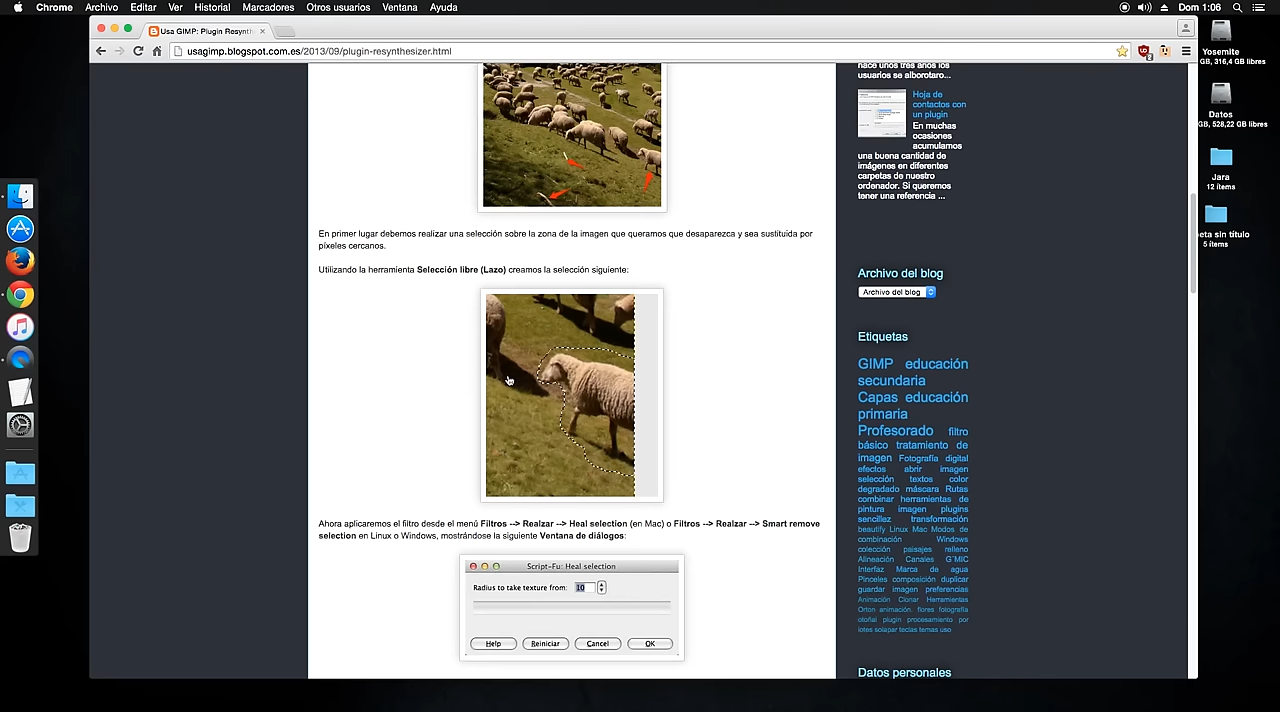 Chrome Archivo Editar Ver Historial Marcadores Otros usuarios Ventana Ayuda Dom 1:06
Usa GIMP: Plugin Resynth
usagimp.blogspot.com.es/2013/09/plugin-resynthesizer.html
Yosemite
GB, 316,4 GB libres
Datos
GB, 528,22 GB libres
Jara
12 ítems
eta sin título
5 ítems
En primer lugar debemos realizar una selección sobre la zona de la imagen que queramos que desaparezca y sea sustituida por
píxeles cercanos.
Utilizando la herramienta Selección libre (Lazo) creamos la selección siguiente:
Ahora aplicaremos el filtro desde el menú Filtros --> Realzar --> Heal selection (en Mac) o Filtros --> Realzar --> Smart remove
selection en Linux o Windows, mostrándose la siguiente Ventana de diálogos:
Script-Fu: Heal selection
Radius to take texture from: 10
Help Reiniciar Cancel OK
hace unos tres años los
usuarios se alborotaro...
Hoja de
contactos con
un plugin
En muchas
ocasiones
acumulamos
una buena cantidad de
imágenes en diferentes
carpetas de nuestro
ordenador. Si queremos
tener una referencia ...
Archivo del blog
Archivo del blog
Etiquetas
GIMP educación
secundaria
Capas educación
primaria
Profesorado filtro
básico tratamiento de
imagen Fotografía digital
efectos abrir imagen
selección textos color
degradado máscara Rutas
combinar herramientas de
pintura imagen plugins
sencillez transformación
beautify Linux Mac Modos de
combinación Windows
colección paisajes relleno
Alineación Canales G´MIC
Interfaz Marca de agua
Pinceles composición duplicar
guardar imagen preferencias
Animación Clonar Herramientas
Orton animación. flores fotografía
otoñal plugin procesamiento por
lotes solapar teclas temas uso
Datos personales